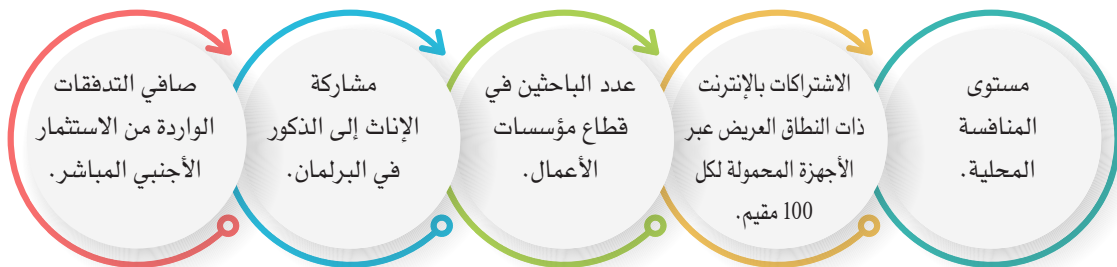 مستوى
المنافسة
المحلية.
الاشتراكات بالإنترنت
ذات النطاق العريض عبر
الأجهزة المحمولة لكل
100 مقيم.
عدد الباحثين في
قطاع مؤسسات
الأعمال.
مشاركة
الإناث إلى الذكور
في البرلمان.
صافي التدفقات
الواردة من الاستثمار
الأجنبي المباشر.